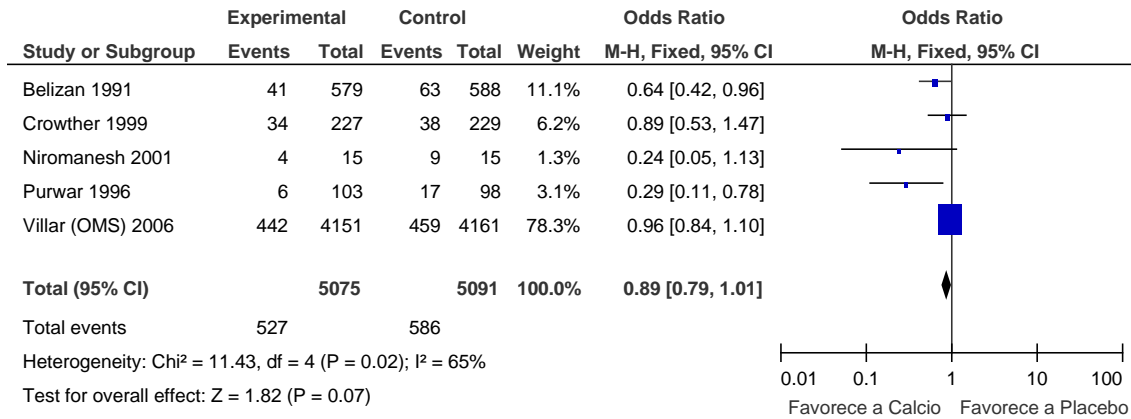 Experimental Control Odds Ratio Odds Ratio
Study or Subgroup Events Total Events Total Weight M-H, Fixed, 95% CI M-H, Fixed, 95% CI
Belizan 1991 41 579 63 588 11.1% 0.64 [0.42, 0.96]
Crowther 1999 34 227 38 229 6.2% 0.89 [0.53, 1.47]
Niromanesh 2001 4 15 9 15 1.3% 0.24 [0.05, 1.13]
Purwar 1996 6 103 17 98 3.1% 0.29 [0.11, 0.78]
Villar (OMS) 2006 442 4151 459 4161 78.3% 0.96 [0.84, 1.10]
Total (95% CI) 5075 5091 100.0% 0.89 [0.79, 1.01]
Total events 527 586
Heterogeneity: Chi² = 11.43, df = 4 (P = 0.02); I² = 65%
Test for overall effect: Z = 1.82 (P = 0.07)
0.01 0.1 1 10 100
Favorece a Calcio Favorece a Placebo